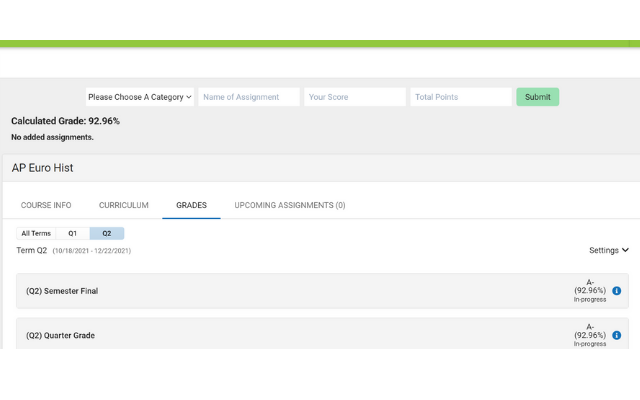 Please Choose A Category Name of Assignment Your Score Total Points Submit
Calculated Grade: 92.96%
No added assignments.
AP Euro Hist
COURSE INFO CURRICULUM GRADES UPCOMING ASSIGNMENTS (0)
All Terms Q1 Q2
Term Q2 (10/18/2021 - 12/22/2021) Settings
(Q2) Semester Final
A-
(92.96%)
In-progress
(Q2) Quarter Grade
A-
(92.96%)
In-progress